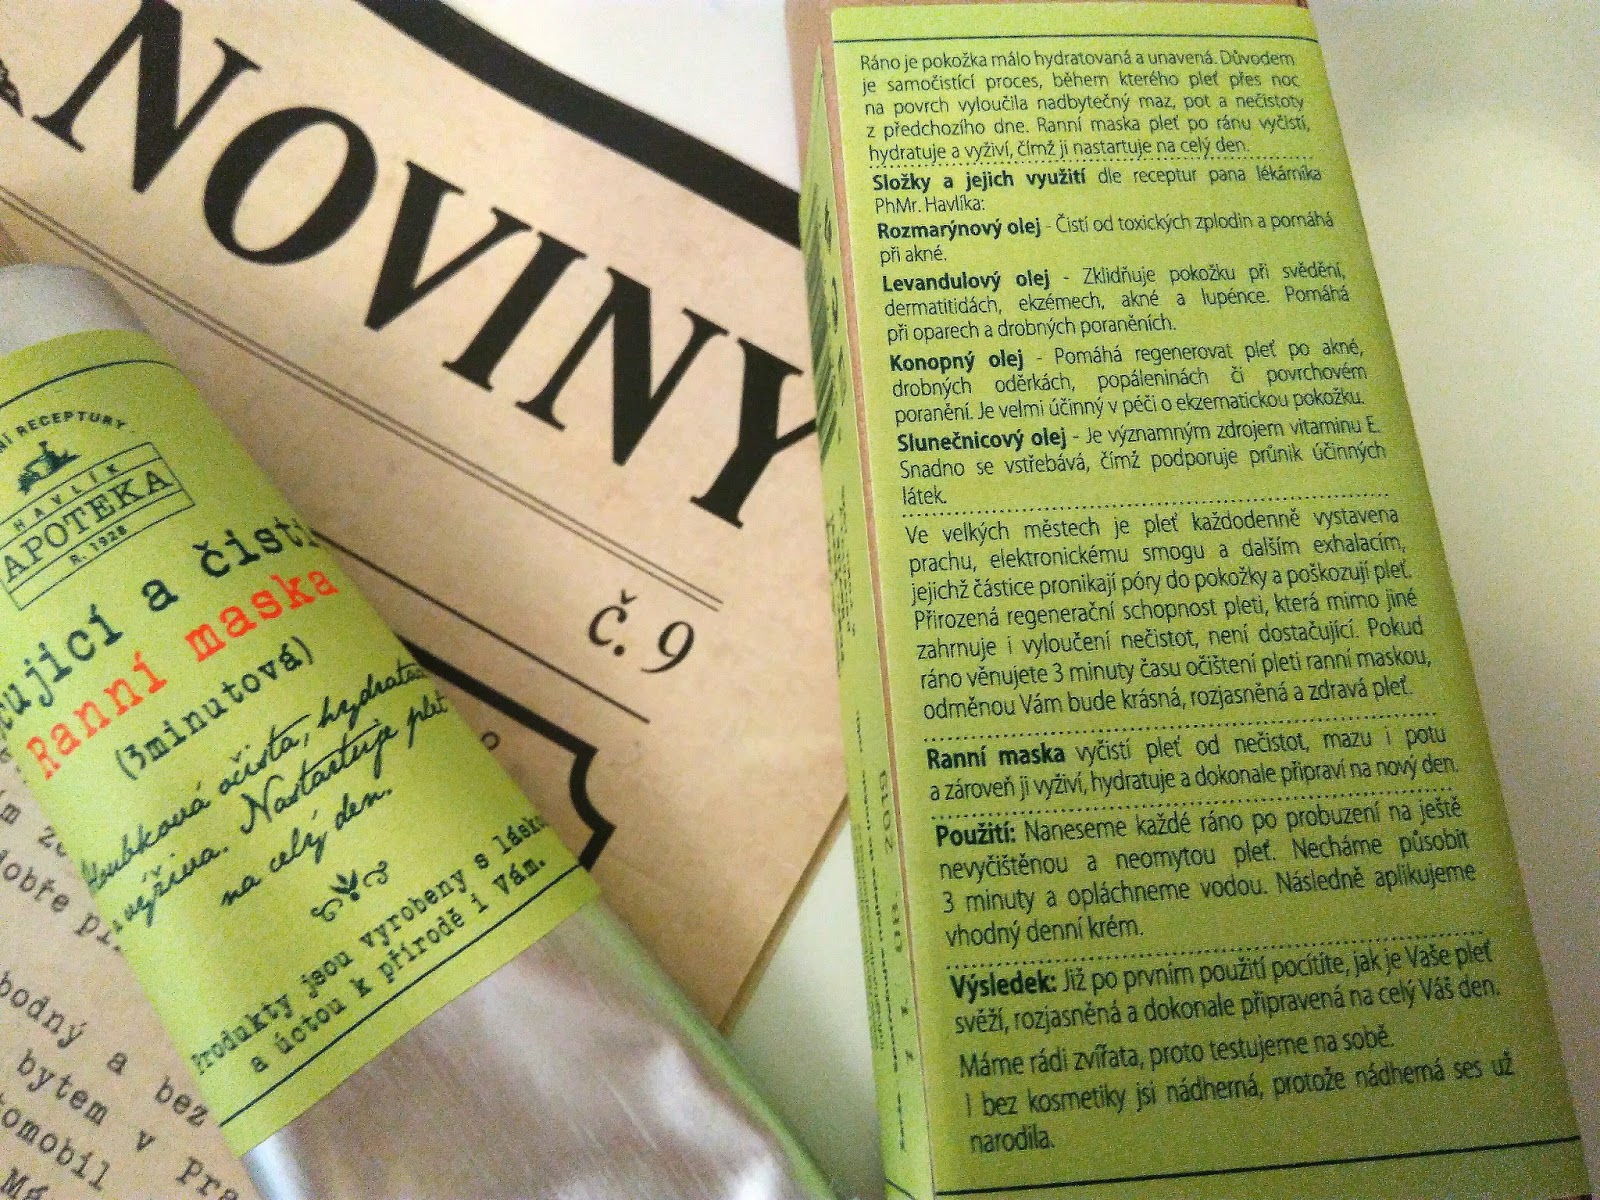 NOVINY
č. 9
RECEPTURY
HAVLÍK
APOTEKA
R. 1928
a
Ranní maska
(3minutová)
očista,
výživa. Nastartuje pleť
na celý den.
Produkty jsou vyrobeny s lásko
a úctou k přírodě i Vám.
dobře
a bez
bytem v
Ráno je pokožka málo hydratovaná a unavená. Důvodem
je samočistící proces, během kterého pleť přes noc
na povrch vyloučila nadbytečný maz, pot a nečistoty
z předchozího dne. Ranní maska pleť po ránu vyčistí,
hydratuje a vyživí, čímž ji nastartuje na celý den.
Složky a jejich využití dle receptur pana lékárníka
PhMr. Havlíka:
Rozmarýnový olej - Čistí od toxických zplodin a pomáhá
při akné.
Levandulový olej - Zklidňuje pokožku při svědění,
dermatitidách, ekzémech, akné a lupénce. Pomáhá
při oparech a drobných poraněních.
Konopný olej - Pomáhá regenerovat pleť po akné,
drobných oděrkách, popáleninách či povrchovém
poranění. Je velmi účinný v péči o ekzematickou pokožku.
Slunečnicový olej - Je významným zdrojem vitaminu E.
Snadno se vstřebává, čímž podporuje průnik účinných
látek.
Ve velkých městech je pleť každodenně vystavena
prachu, elektronickému smogu a dalším exhalacím,
jejichž částice pronikají póry do pokožky a poškozují pleť.
Přirozená regenerační schopnost pleti, která mimo jiné
zahrnuje i vyloučení nečistot, není dostačující. Pokud
ráno věnujete 3 minuty času očištění pleti ranní maskou,
odměnou Vám bude krásná, rozjasněná a zdravá pleť.
Ranní maska vyčistí pleť od nečistot, mazu i potu
a zároveň ji vyživí, hydratuje a dokonale připraví na nový den.
Použití: Naneseme každé ráno po probuzení na ještě
nevyčištěnou a neomytou pleť. Necháme působit
3 minuty a opláchneme vodou. Následně aplikujeme
vhodný denní krém.
Výsledek: Již po prvním použití pocítíte, jak je Vaše pleť
svěží, rozjasněná a dokonale připravená na celý Váš den.
Máme rádi zvířata, proto testujeme na sobě.
I bez kosmetiky jsi nádherná, protože nádherná ses už
narodila.